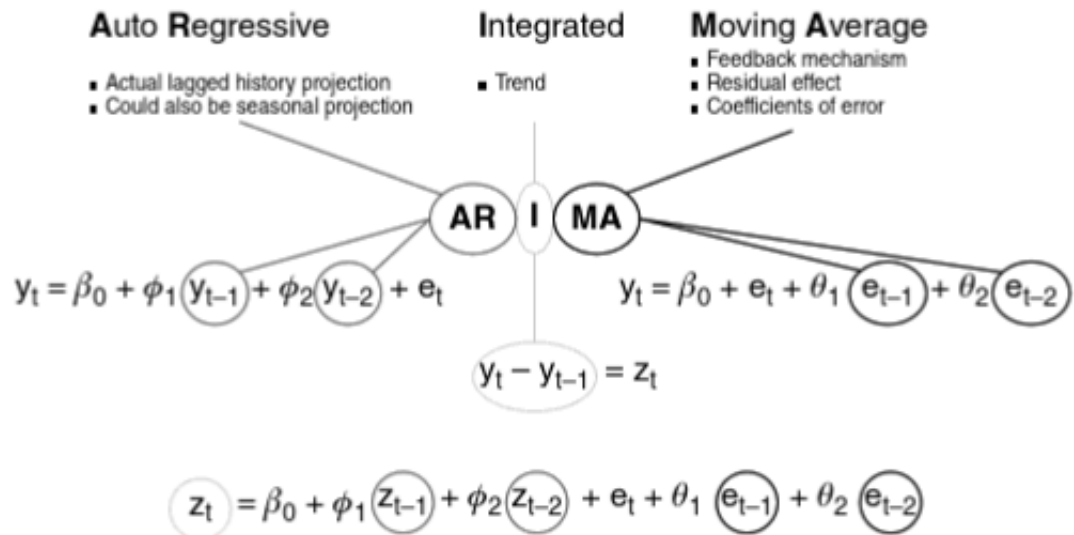 Auto Regressive
▪ Actual lagged history projection
▪ Could also be seasonal projection
Integrated
▪ Trend
Moving Average
▪ Feedback mechanism
▪ Residual effect
▪ Coefficients of error
AR I MA
yₜ = β₀ + ϕ₁ yₜ₋₁ + ϕ₂ yₜ₋₂ + eₜ
yₜ = β₀ + eₜ + θ₁ eₜ₋₁ + θ₂ eₜ₋₂
yₜ – yₜ₋₁ = zₜ
zₜ = β₀ + ϕ₁ zₜ₋₁ + ϕ₂ zₜ₋₂ + eₜ + θ₁ eₜ₋₁ + θ₂ eₜ₋₂